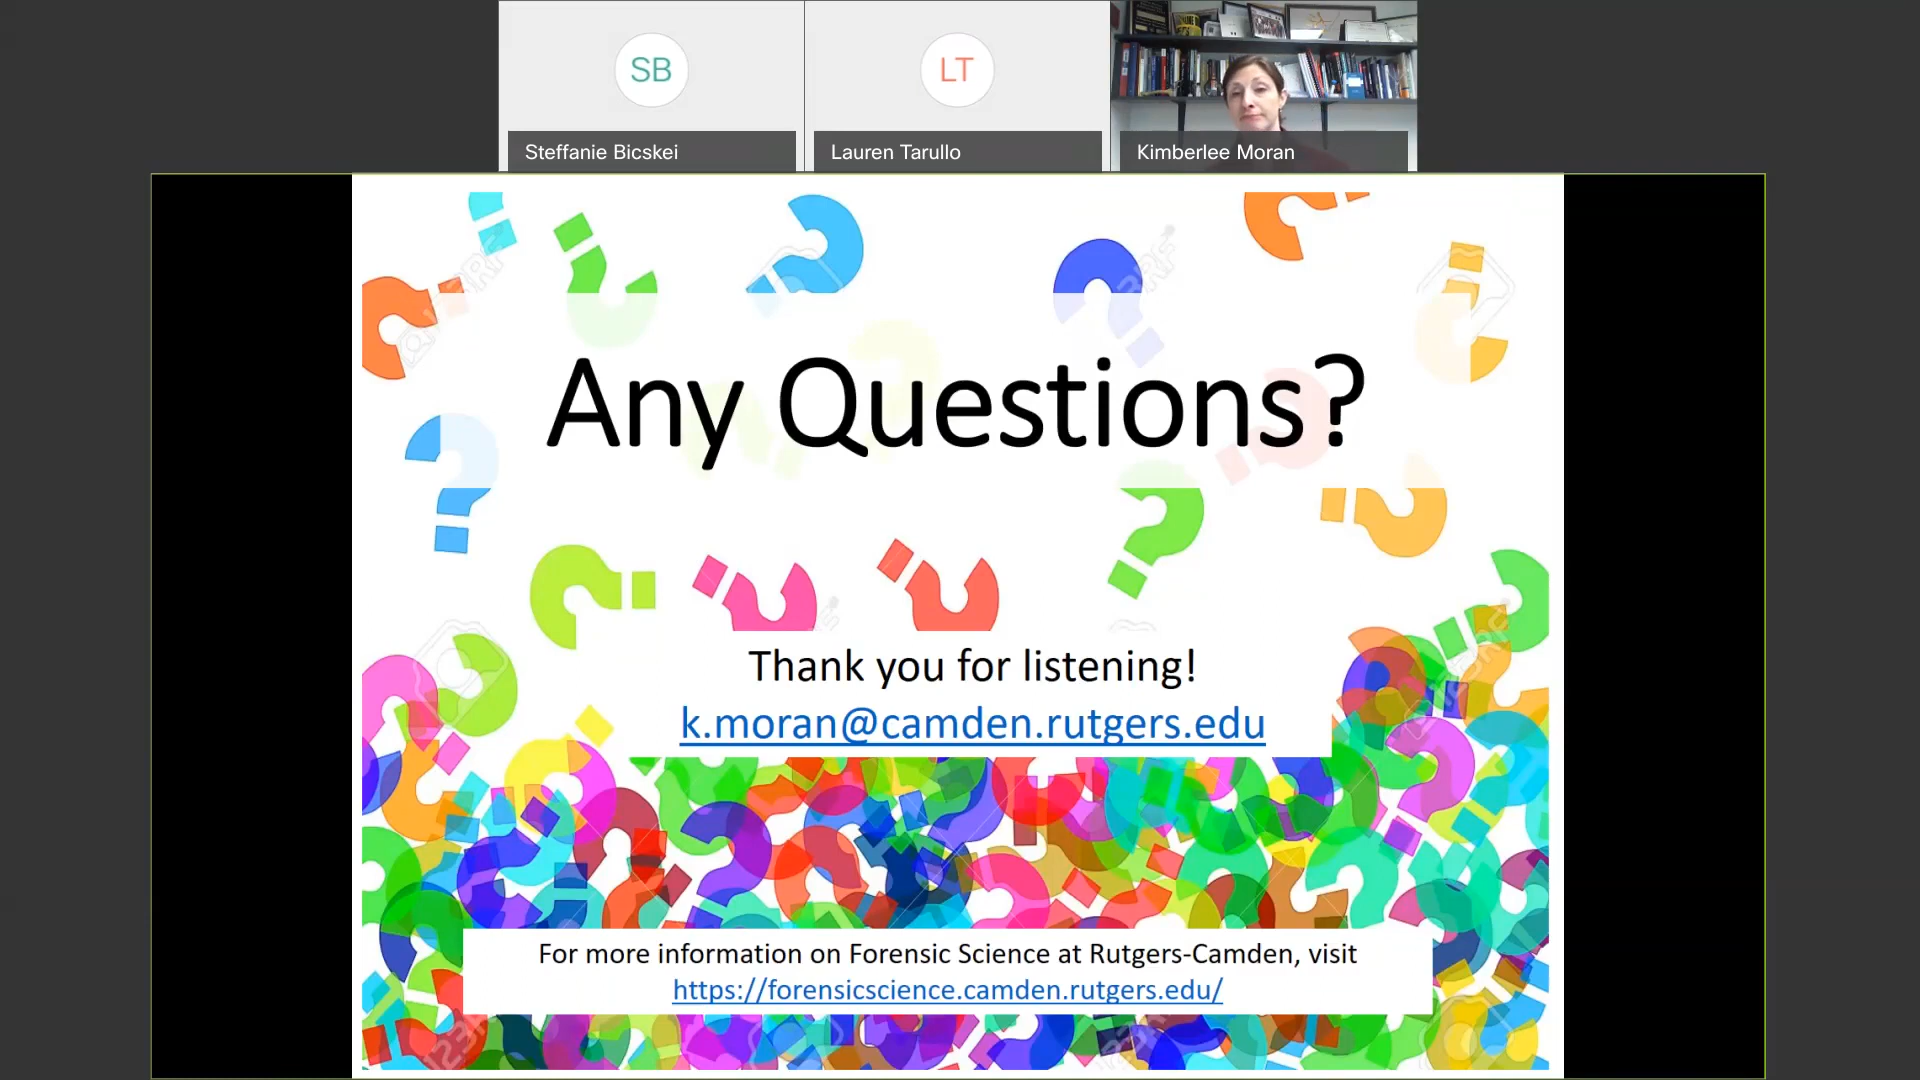 SB
LT
Steffanie Bicskei
Lauren Tarullo
Kimberlee Moran
Any Questions?
Thank you for listening!
k.moran@camden.rutgers.edu
For more information on Forensic Science at Rutgers-Camden, visit
https://forensicscience.camden.rutgers.edu/